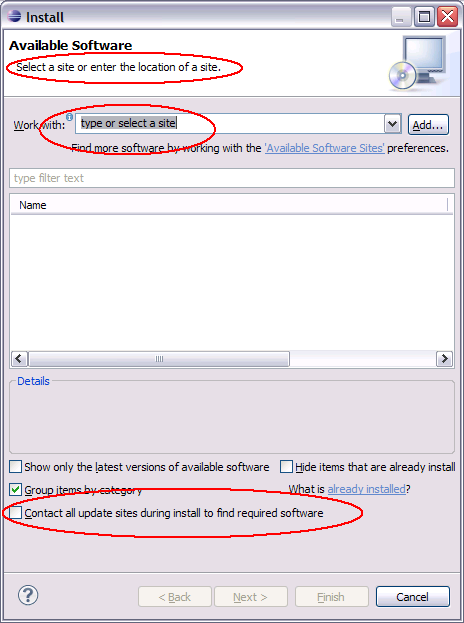 Install
Available Software
Select a site or enter the location of a site.
Work with: type or select a site Add...
Find more software by working with the 'Available Software Sites' preferences.
type filter text
Name
Details
Show only the latest versions of available software Hide items that are already install
Group items by category What is already installed?
Contact all update sites during install to find required software
? < Back Next > Finish Cancel